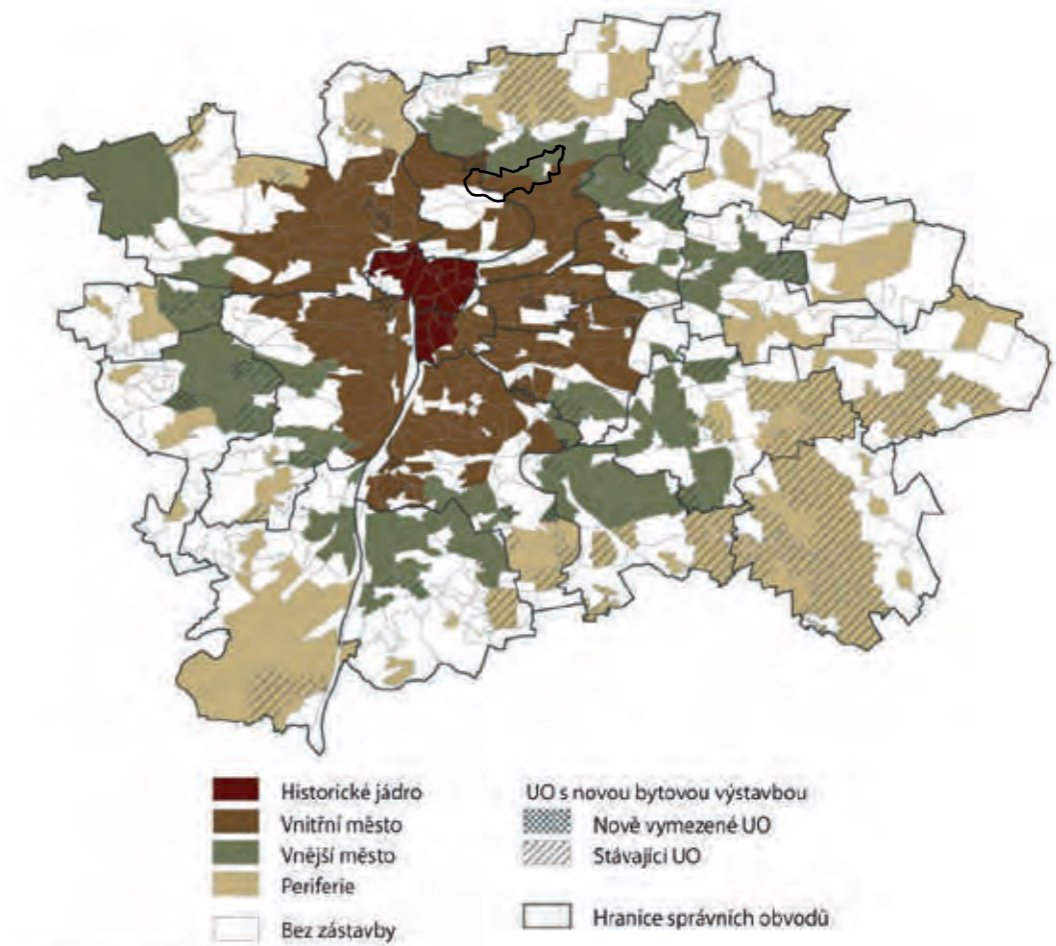 Historické jádro
Vnitřní město
Vnější město
Periferie
Bez zástavby
UO s novou bytovou výstavbou
Nově vymezené UO
Stávající UO
Hranice správních obvodů